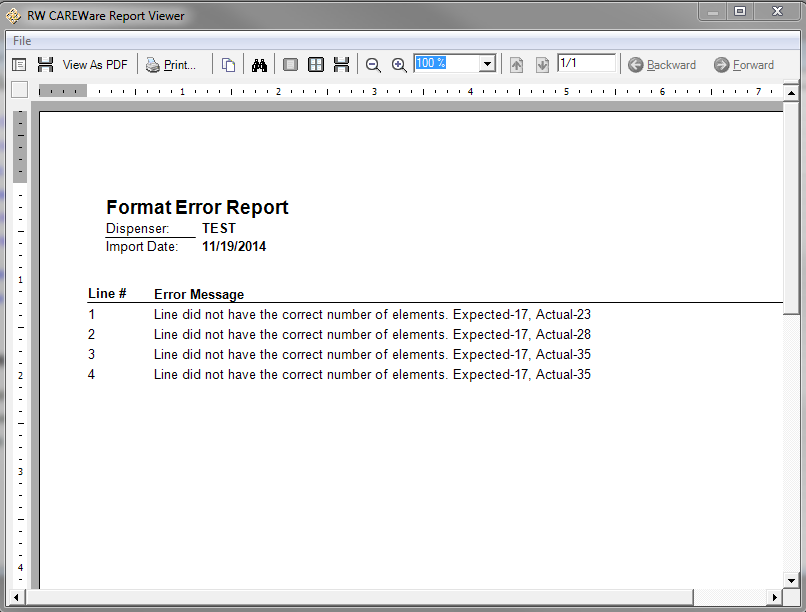 RW CAREWare Report Viewer
File
View As PDF Print... 100 % 1/1 Backward Forward
1 2 3 4 5 6 7
Format Error Report
Dispenser: TEST
Import Date: 11/19/2014
Line # Error Message
1 Line did not have the correct number of elements. Expected-17, Actual-23
2 Line did not have the correct number of elements. Expected-17, Actual-28
3 Line did not have the correct number of elements. Expected-17, Actual-35
4 Line did not have the correct number of elements. Expected-17, Actual-35
1
2
3
4